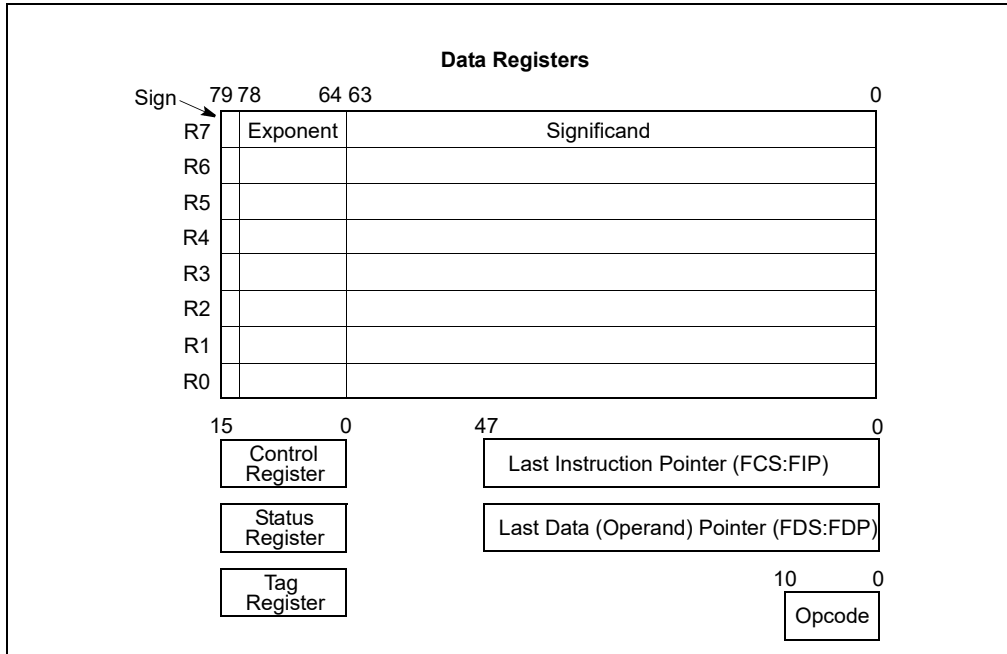 Data Registers
Sign 79 78 64 63 0
R7 Exponent Significand
R6
R5
R4
R3
R2
R1
R0
15 0 47 0
Control
Register
Last Instruction Pointer (FCS:FIP)
Status
Register
Last Data (Operand) Pointer (FDS:FDP)
Tag
Register
10 0
Opcode